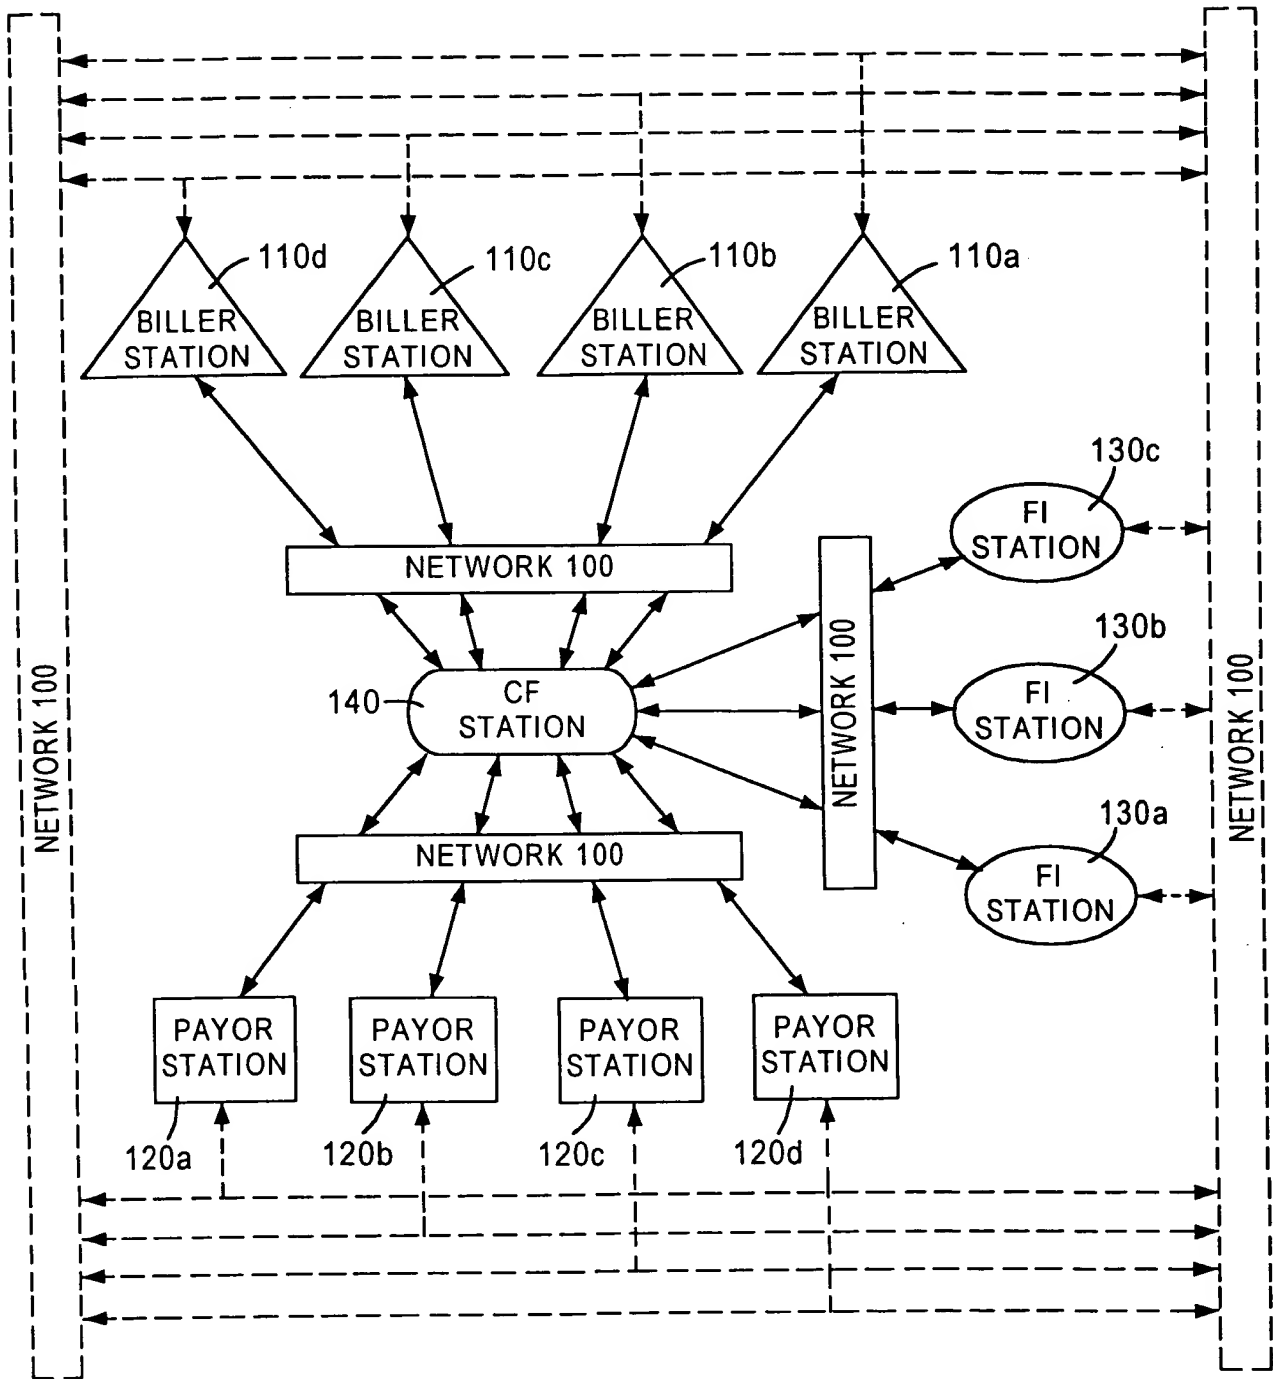 110d
110c
110b
110a
BILLER
STATION
BILLER
STATION
BILLER
STATION
BILLER
STATION
130c
FI
STATION
NETWORK 100
130b
FI
STATION
NETWORK 100
140
CF
STATION
NETWORK 100
NETWORK 100
NETWORK 100
130a
FI
STATION
NETWORK 100
PAYOR
STATION
PAYOR
STATION
PAYOR
STATION
PAYOR
STATION
120a
120b
120c
120d